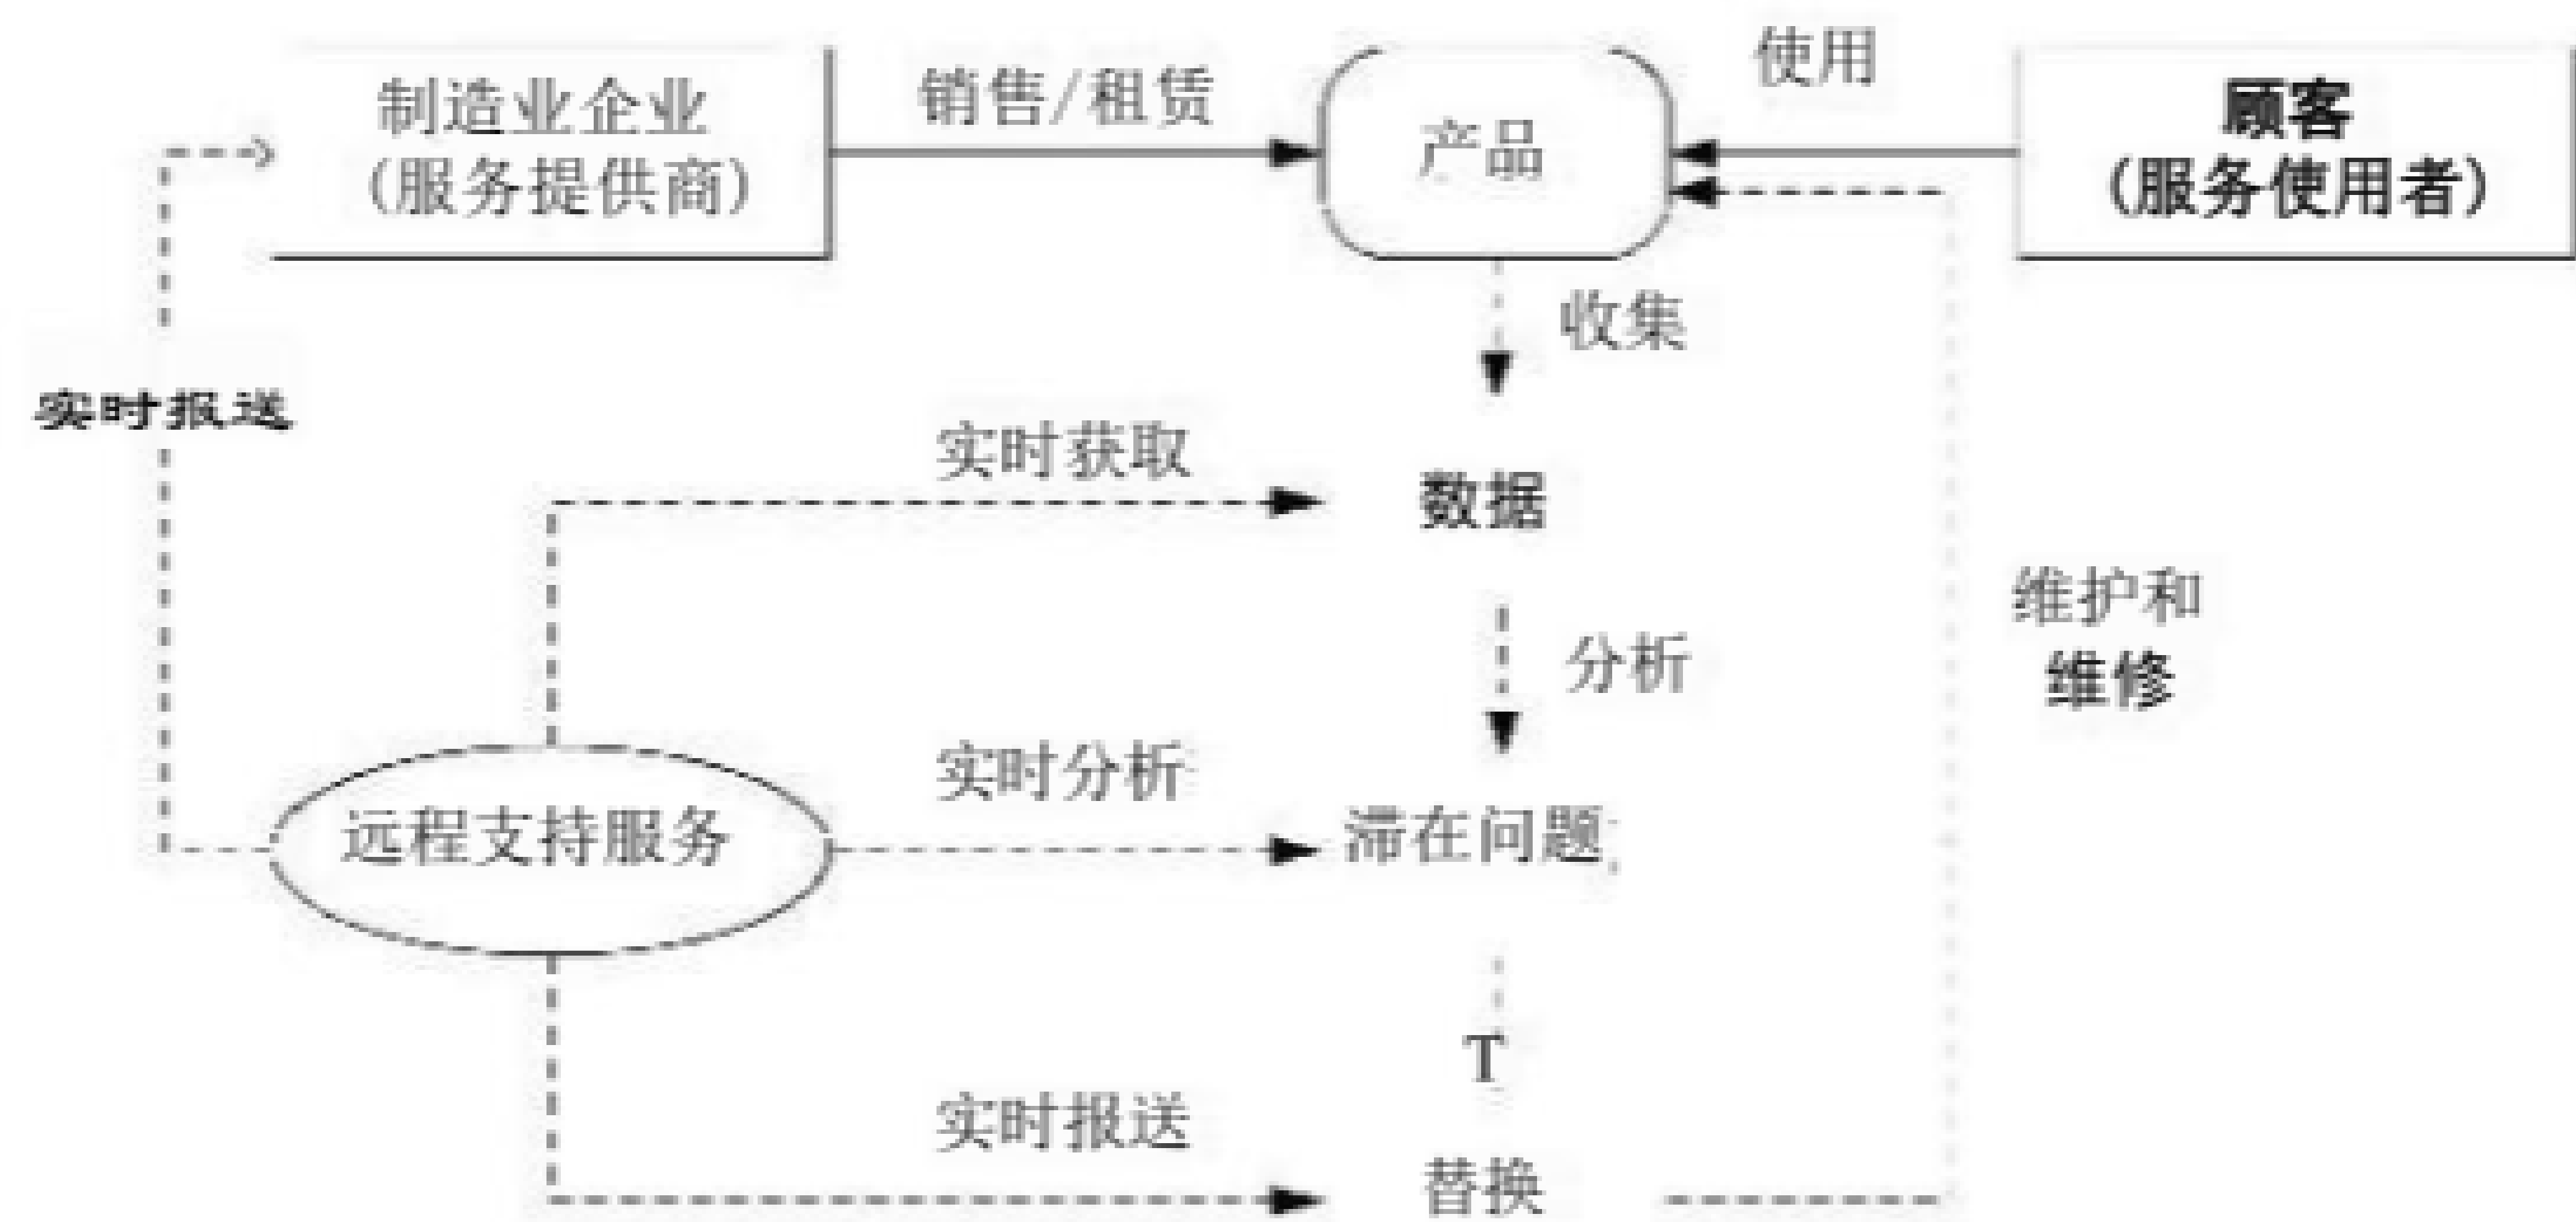 制造业企业
(服务提供商)
销售/租赁
产品
使用
顾客
(服务使用者)
收集
实时报送
实时获取
数据
分析
维护和
维修
实时分析
远程支持服务
滞在问题
T
实时报送
替换